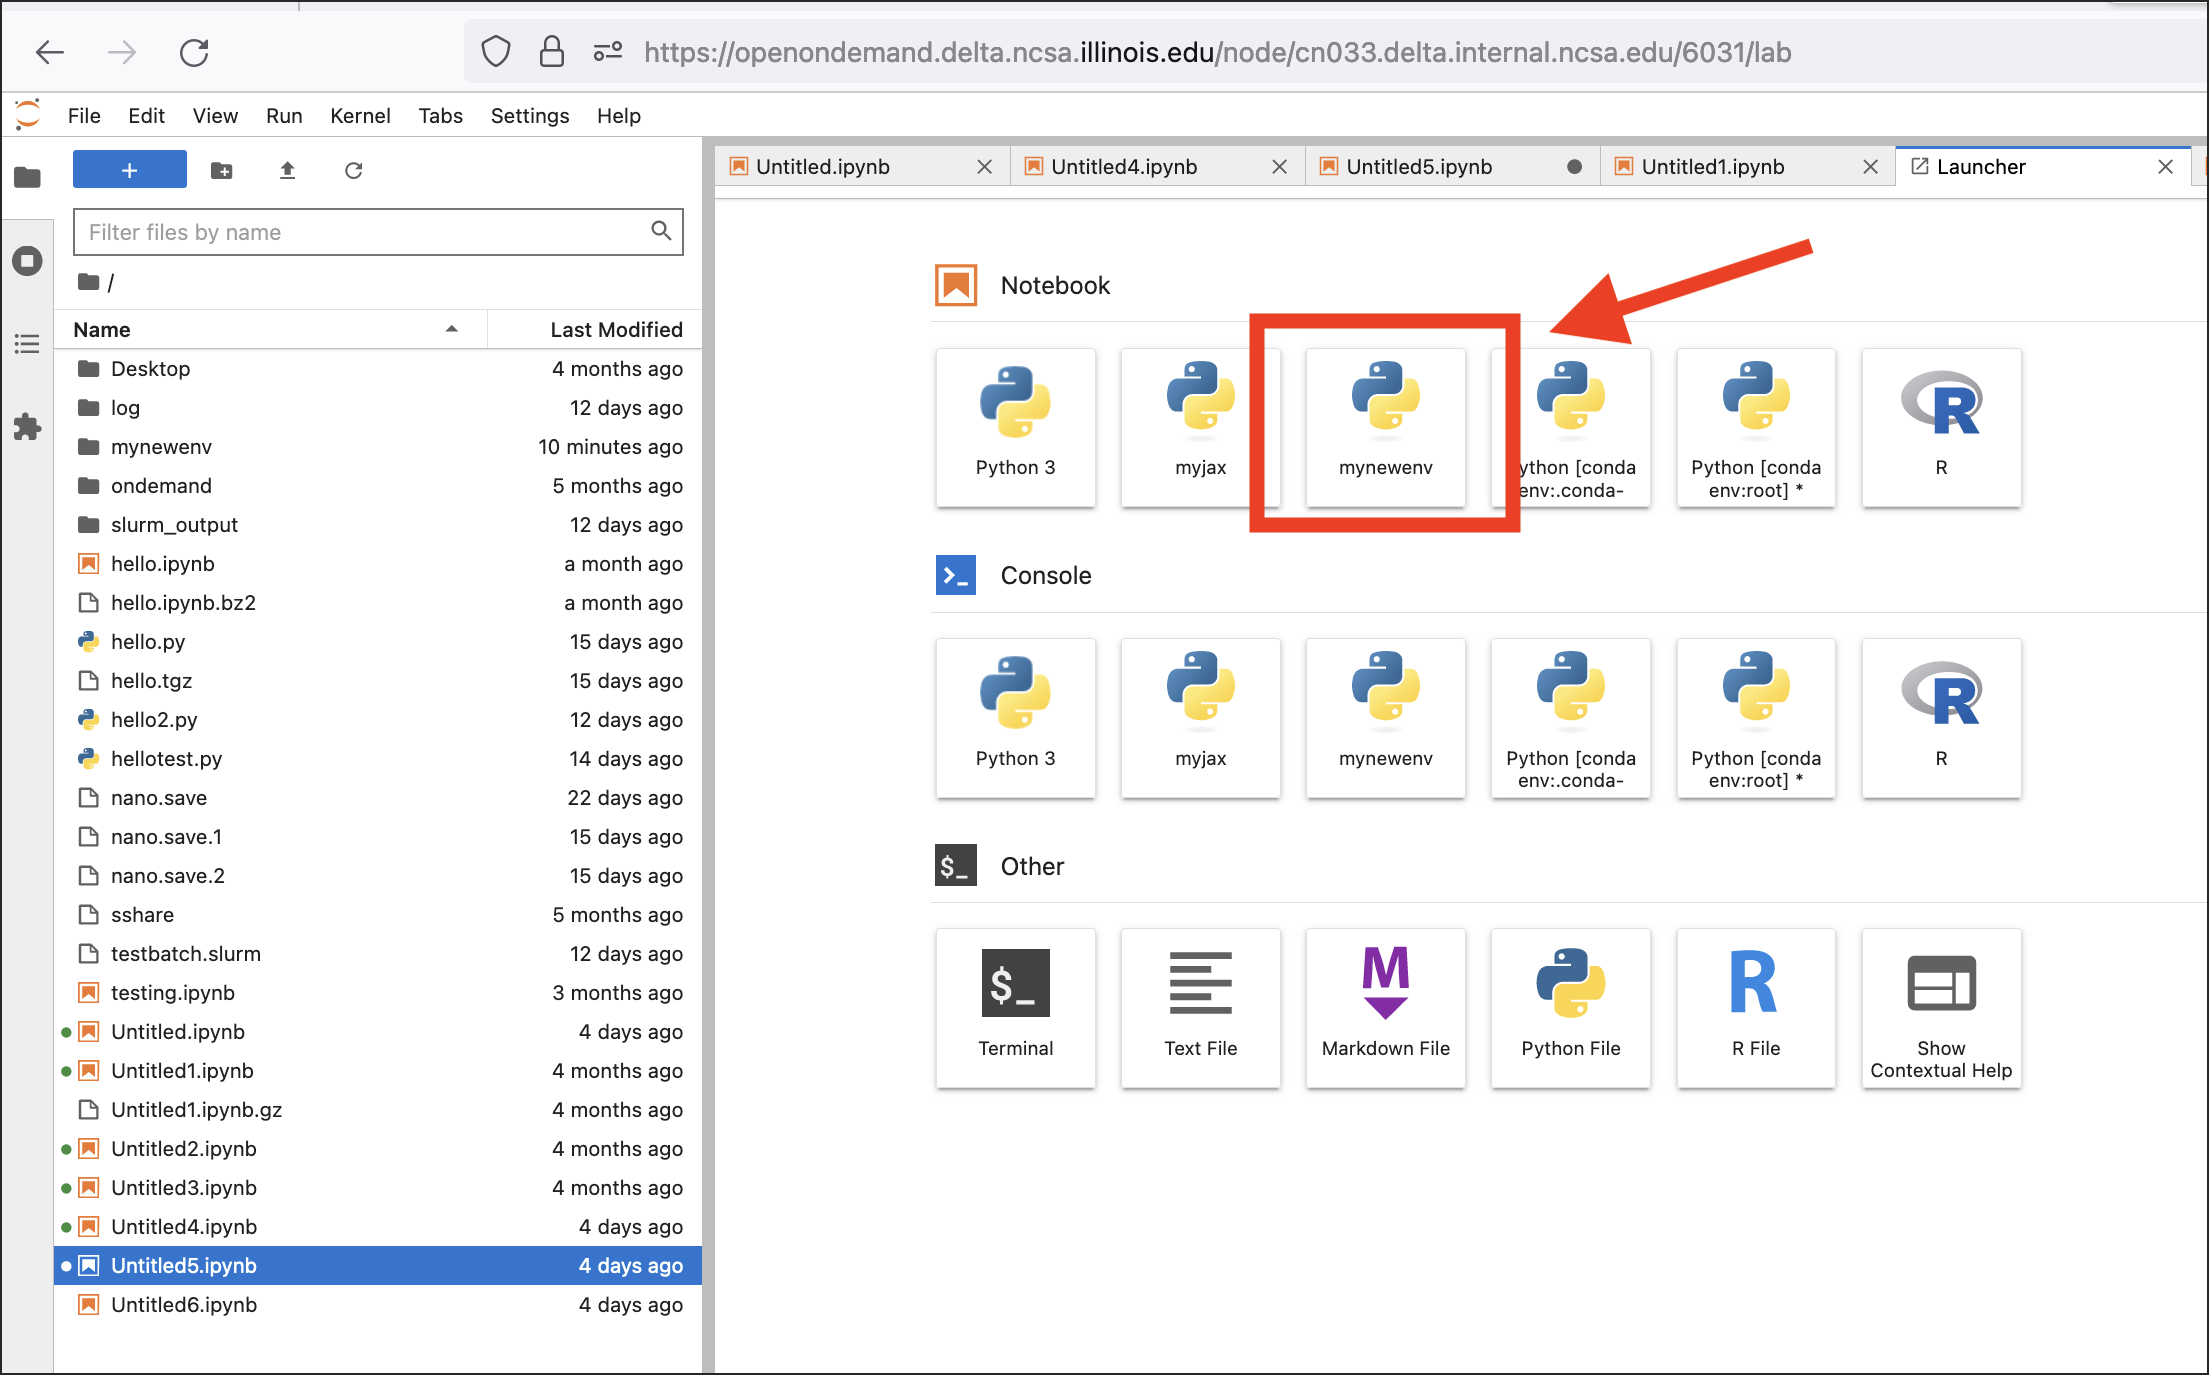 https://openondemand.delta.ncsa.illinois.edu/node/cn033.delta.internal.ncsa.edu/6031/lab
File Edit View Run Kernel Tabs Settings Help
Untitled.ipynb Untitled4.ipynb Untitled5.ipynb Untitled1.ipynb Launcher
Filter files by name
/
Name Last Modified
Desktop 4 months ago
log 12 days ago
mynewenv 10 minutes ago
ondemand 5 months ago
slurm_output 12 days ago
hello.ipynb a month ago
hello.ipynb.bz2 a month ago
hello.py 15 days ago
hello.tgz 15 days ago
hello2.py 12 days ago
hellotest.py 14 days ago
nano.save 22 days ago
nano.save.1 15 days ago
nano.save.2 15 days ago
sshare 5 months ago
testbatch.slurm 12 days ago
testing.ipynb 3 months ago
Untitled.ipynb 4 days ago
Untitled1.ipynb 4 months ago
Untitled1.ipynb.gz 4 months ago
Untitled2.ipynb 4 months ago
Untitled3.ipynb 4 months ago
Untitled4.ipynb 4 days ago
Untitled5.ipynb 4 days ago
Untitled6.ipynb 4 days ago
Notebook
Python 3 myjax mynewenv ython [conda Python [conda R
env:.conda- env:root] *
Console
Python 3 myjax mynewenv Python [conda Python [conda R
env:.conda- env:root] *
$_ Other
$_ M R
Terminal Text File Markdown File Python File R File Show
Contextual Help